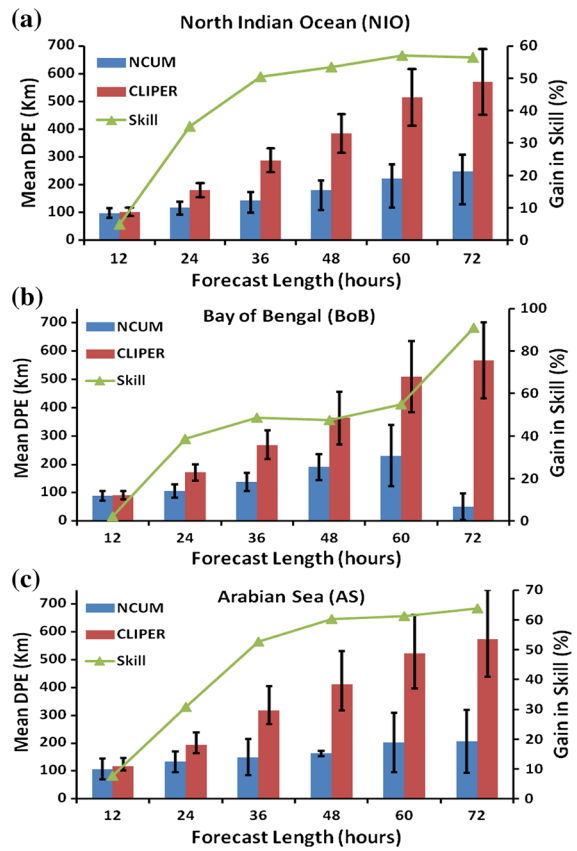 (a)
North Indian Ocean (NIO)
Mean DPE (Km)
700
600
500
400
300
200
100
0
NCUM
CLIPER
Skill
60
50
40
30
20
10
0
Gain in Skill (%)
12 24 36 48 60 72
Forecast Length (hours)
(b)
Bay of Bengal (BoB)
Mean DPE (Km)
700
600
500
400
300
200
100
0
NCUM
CLIPER
Skill
100
80
60
40
20
0
Gain in Skill (%)
12 24 36 48 60 72
Forecast Length (hours)
(c)
Arabian Sea (AS)
Mean DPE (Km)
700
600
500
400
300
200
100
0
NCUM
CLIPER
Skill
70
60
50
40
30
20
10
0
Gain in Skill (%)
12 24 36 48 60 72
Forecast Length (hours)